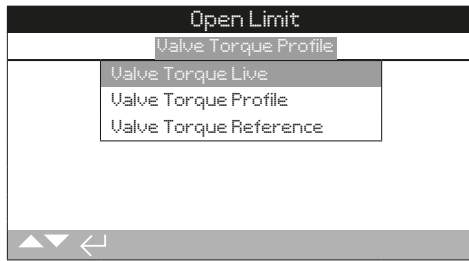 Open Limit
Valve Torque Profile
Valve Torque Live
Valve Torque Profile
Valve Torque Reference